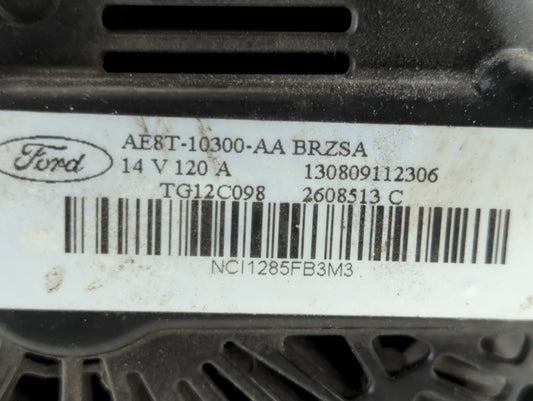 Ford
AE8T-10300-AA BRZSA
14 V 120 A 130809112306
TG12C098 2608513 C
NCI1285FB3M3